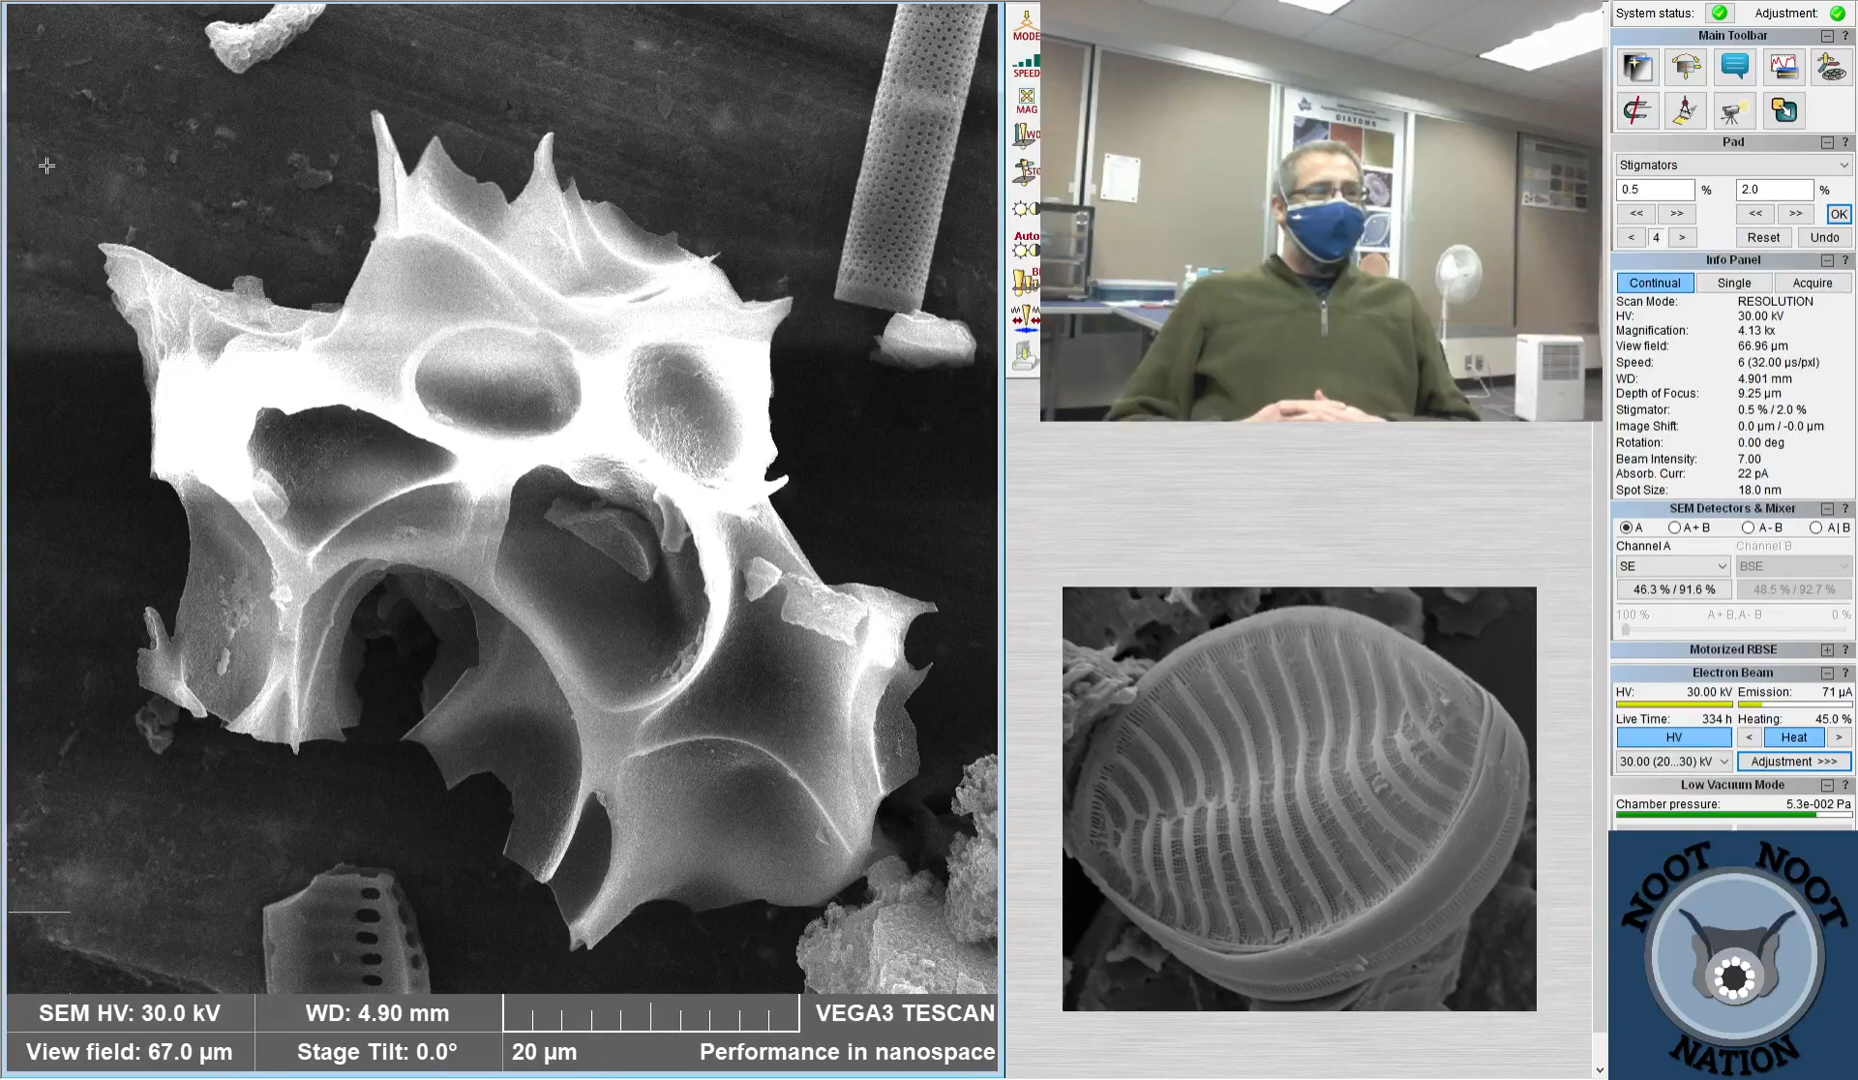 SEM HV: 30.0 kV
WD: 4.90 mm
VEGA3 TESCAN
View field: 67.0 µm
Stage Tilt: 0.0°
20 µm
Performance in nanospace
MODE
SPEED
MAG
WD
Auto
DIATOMS
System status:
Adjustment:
Main Toolbar
Pad
Stigmators
0.5 % 2.0 %
<< >> << >> OK
< 4 > Reset Undo
Info Panel
Continual Single Acquire
Scan Mode: RESOLUTION
HV: 30.00 kV
Magnification: 4.13 kx
View field: 66.96 µm
Speed: 6 (32.00 µs/pxl)
WD: 4.901 mm
Depth of Focus: 9.25 µm
Stigmator: 0.5 % / 2.0 %
Image Shift: 0.0 µm / -0.0 µm
Rotation: 0.00 deg
Beam Intensity: 7.00
Absorb. Curr: 22 pA
Spot Size: 18.0 nm
SEM Detectors & Mixer
A A + B A - B A | B
Channel A Channel B
SE BSE
46.3 % / 91.6 % 48.5 % / 92.7 %
100 % A + B, A - B 0 %
Motorized RBSE
Electron Beam
HV: 30.00 kV Emission: 71 µA
Live Time: 334 h Heating: 45.0 %
HV < Heat >
30.00 (20...30) kV Adjustment >>>
Low Vacuum Mode
Chamber pressure: 5.3e-002 Pa
NOOT NOOT
NATION